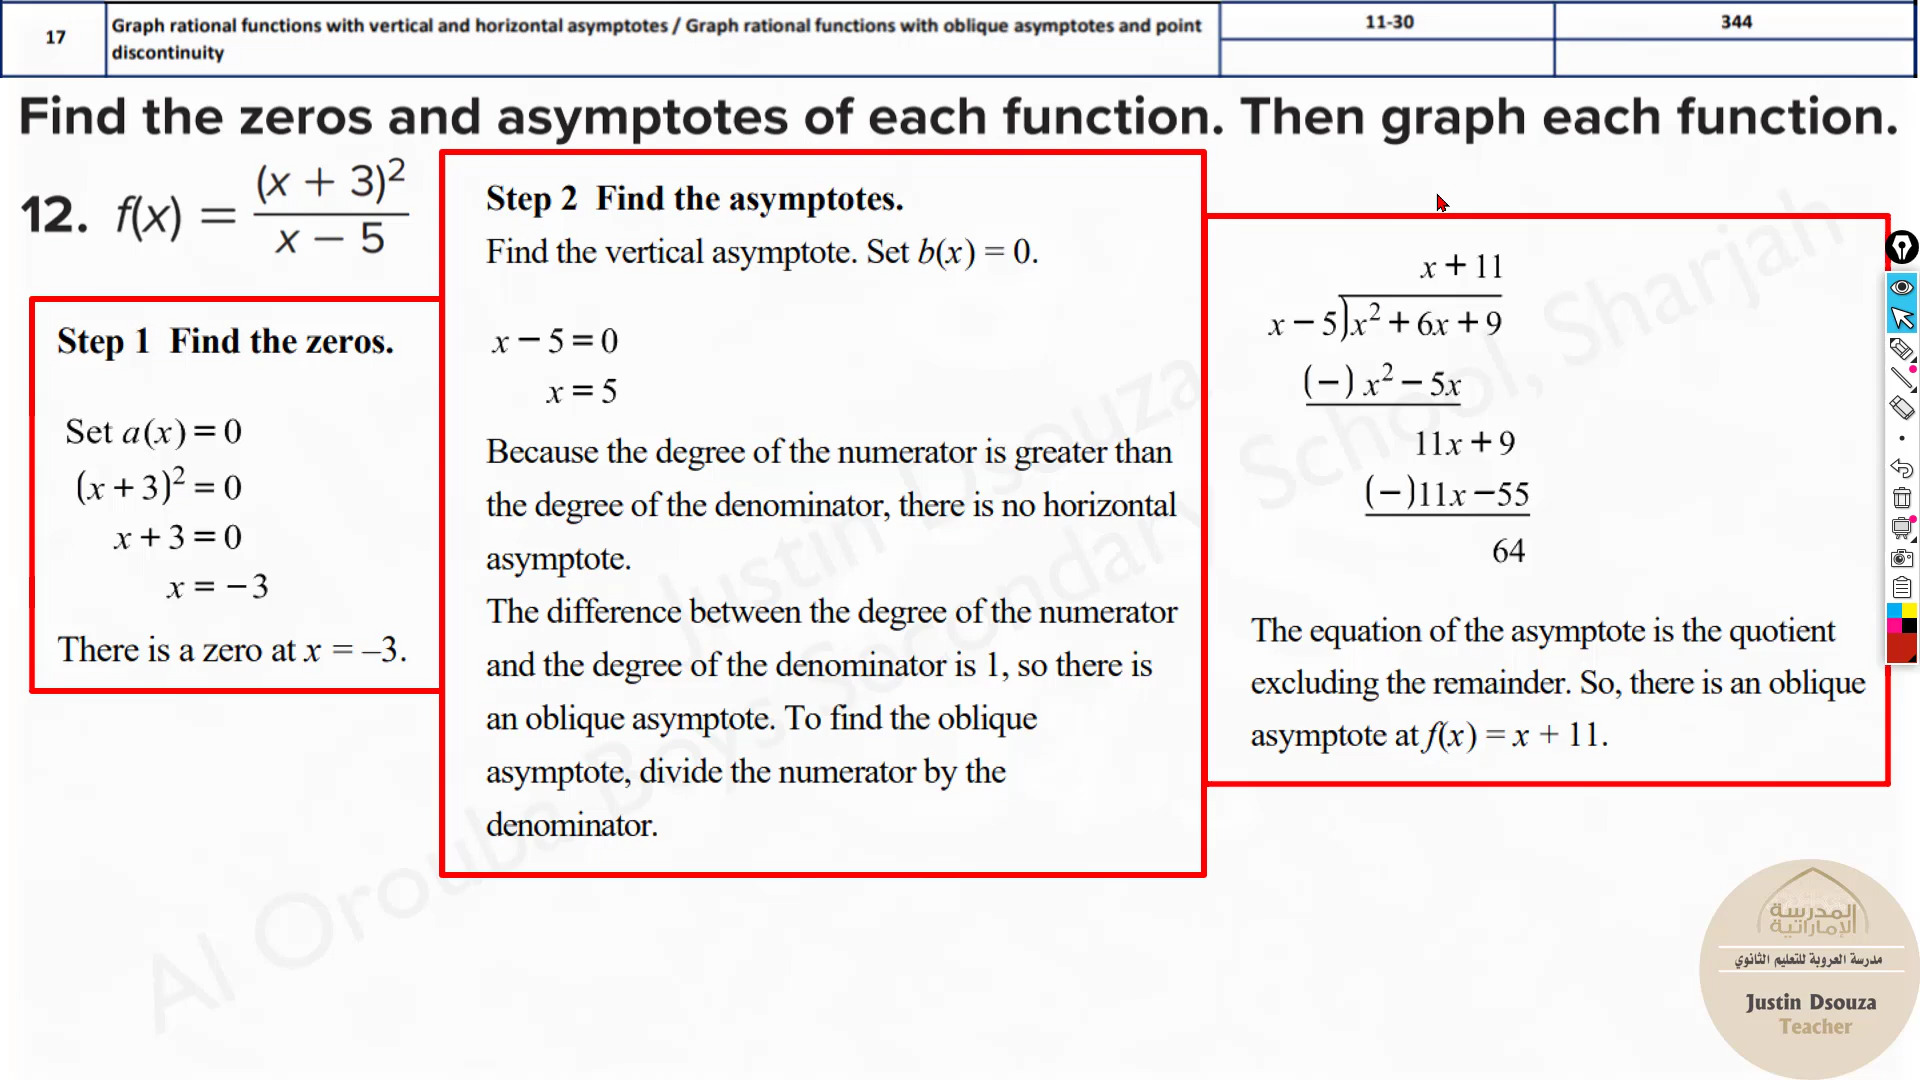 17
Graph rational functions with vertical and horizontal asymptotes / Graph rational functions with oblique asymptotes and point
discontinuity
11-30
344
Find the zeros and asymptotes of each function. Then graph each function.
12. f(x) = (x + 3)² / (x − 5)
Step 1 Find the zeros.
Set a(x) = 0
(x + 3)² = 0
x + 3 = 0
x = −3
There is a zero at x = –3.
Step 2 Find the asymptotes.
Find the vertical asymptote. Set b(x) = 0.
x − 5 = 0
x = 5
Because the degree of the numerator is greater than
the degree of the denominator, there is no horizontal
asymptote.
The difference between the degree of the numerator
and the degree of the denominator is 1, so there is
an oblique asymptote. To find the oblique
asymptote, divide the numerator by the
denominator.
x + 11
x − 5)x² + 6x + 9
(−) x² − 5x
11x + 9
(−)11x −55
64
The equation of the asymptote is the quotient
excluding the remainder. So, there is an oblique
asymptote at f(x) = x + 11.
Justin Dsouza
Al Orouba Boys Secondary School, Sharjah
المدرسة
الإماراتية
مدرسة العروبة للتعليم الثانوي
Justin Dsouza
Teacher